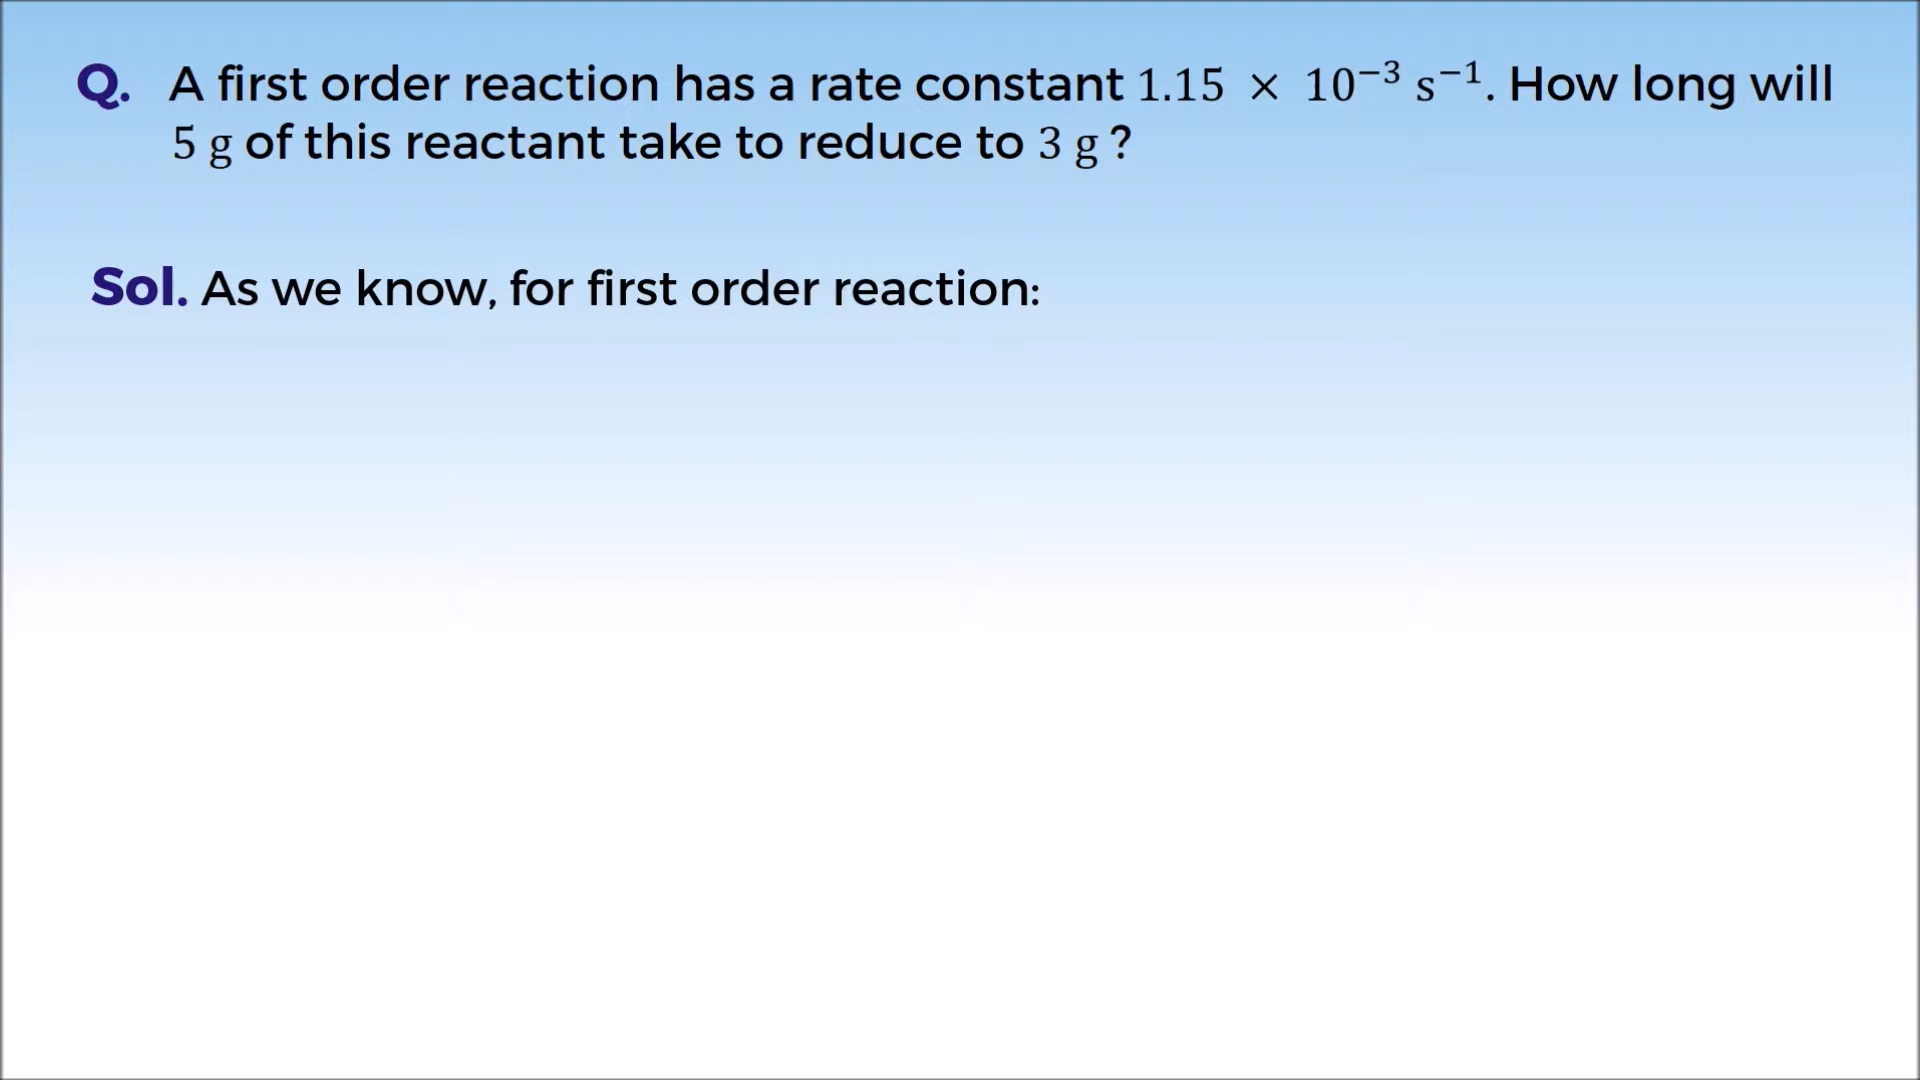 Q. A first order reaction has a rate constant 1.15 × 10⁻³ s⁻¹. How long will
5 g of this reactant take to reduce to 3 g ?
Sol. As we know, for first order reaction: